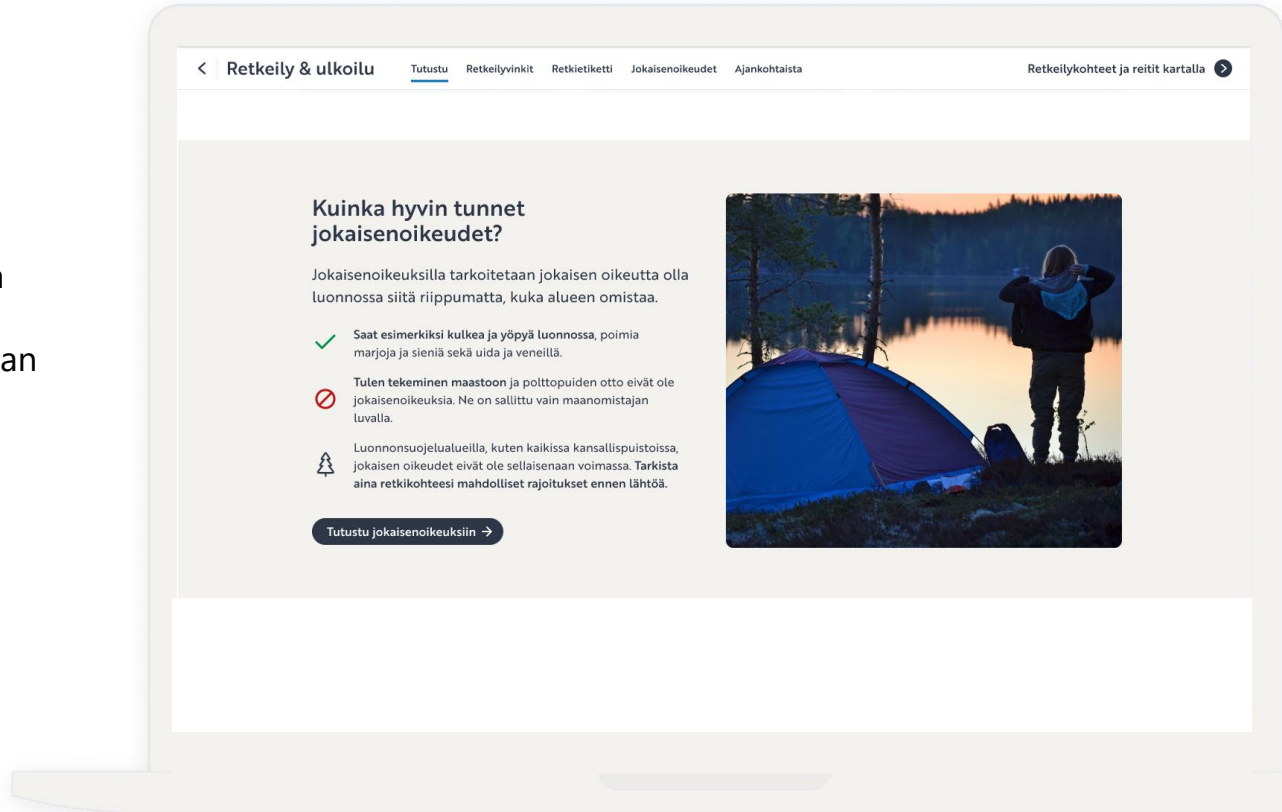 Retkeily & ulkoilu
Tutustu Retkeilyvinkit Retkietiketti Jokaisenoikeudet Ajankohtaista
Retkeilykohteet ja reitit kartalla
Kuinka hyvin tunnet
jokaisenoikeudet?
Jokaisenoikeuksilla tarkoitetaan jokaisen oikeutta olla
luonnossa siitä riippumatta, kuka alueen omistaa.
Saat esimerkiksi kulkea ja yöpyä luonnossa, poimia
marjoja ja sieniä sekä uida ja veneillä.
Tulen tekeminen maastoon ja polttopuiden otto eivät ole
jokaisenoikeuksia. Ne on sallittu vain maanomistajan
luvalla.
Luonnonsuojelualueilla, kuten kaikissa kansallispuistoissa,
jokaisen oikeudet eivät ole sellaisenaan voimassa. Tarkista
aina retkikohteesi mahdolliset rajoitukset ennen lähtöä.
Tutustu jokaisenoikeuksiin →